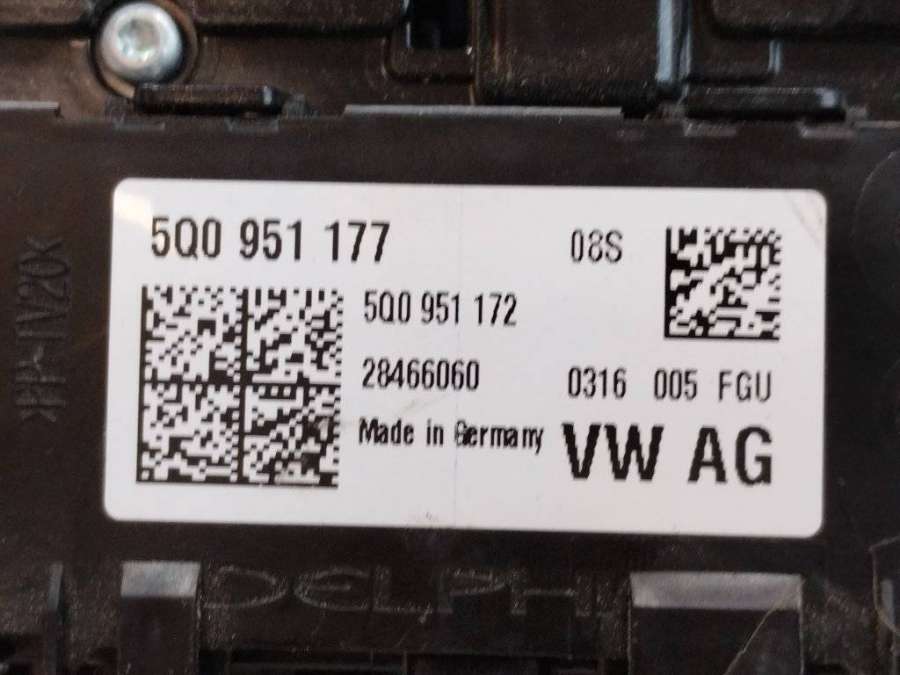 5Q0 951 177
08S
5Q0 951 172
28466060
0316 005 FGU
Made in Germany
VW AG
DELPHI